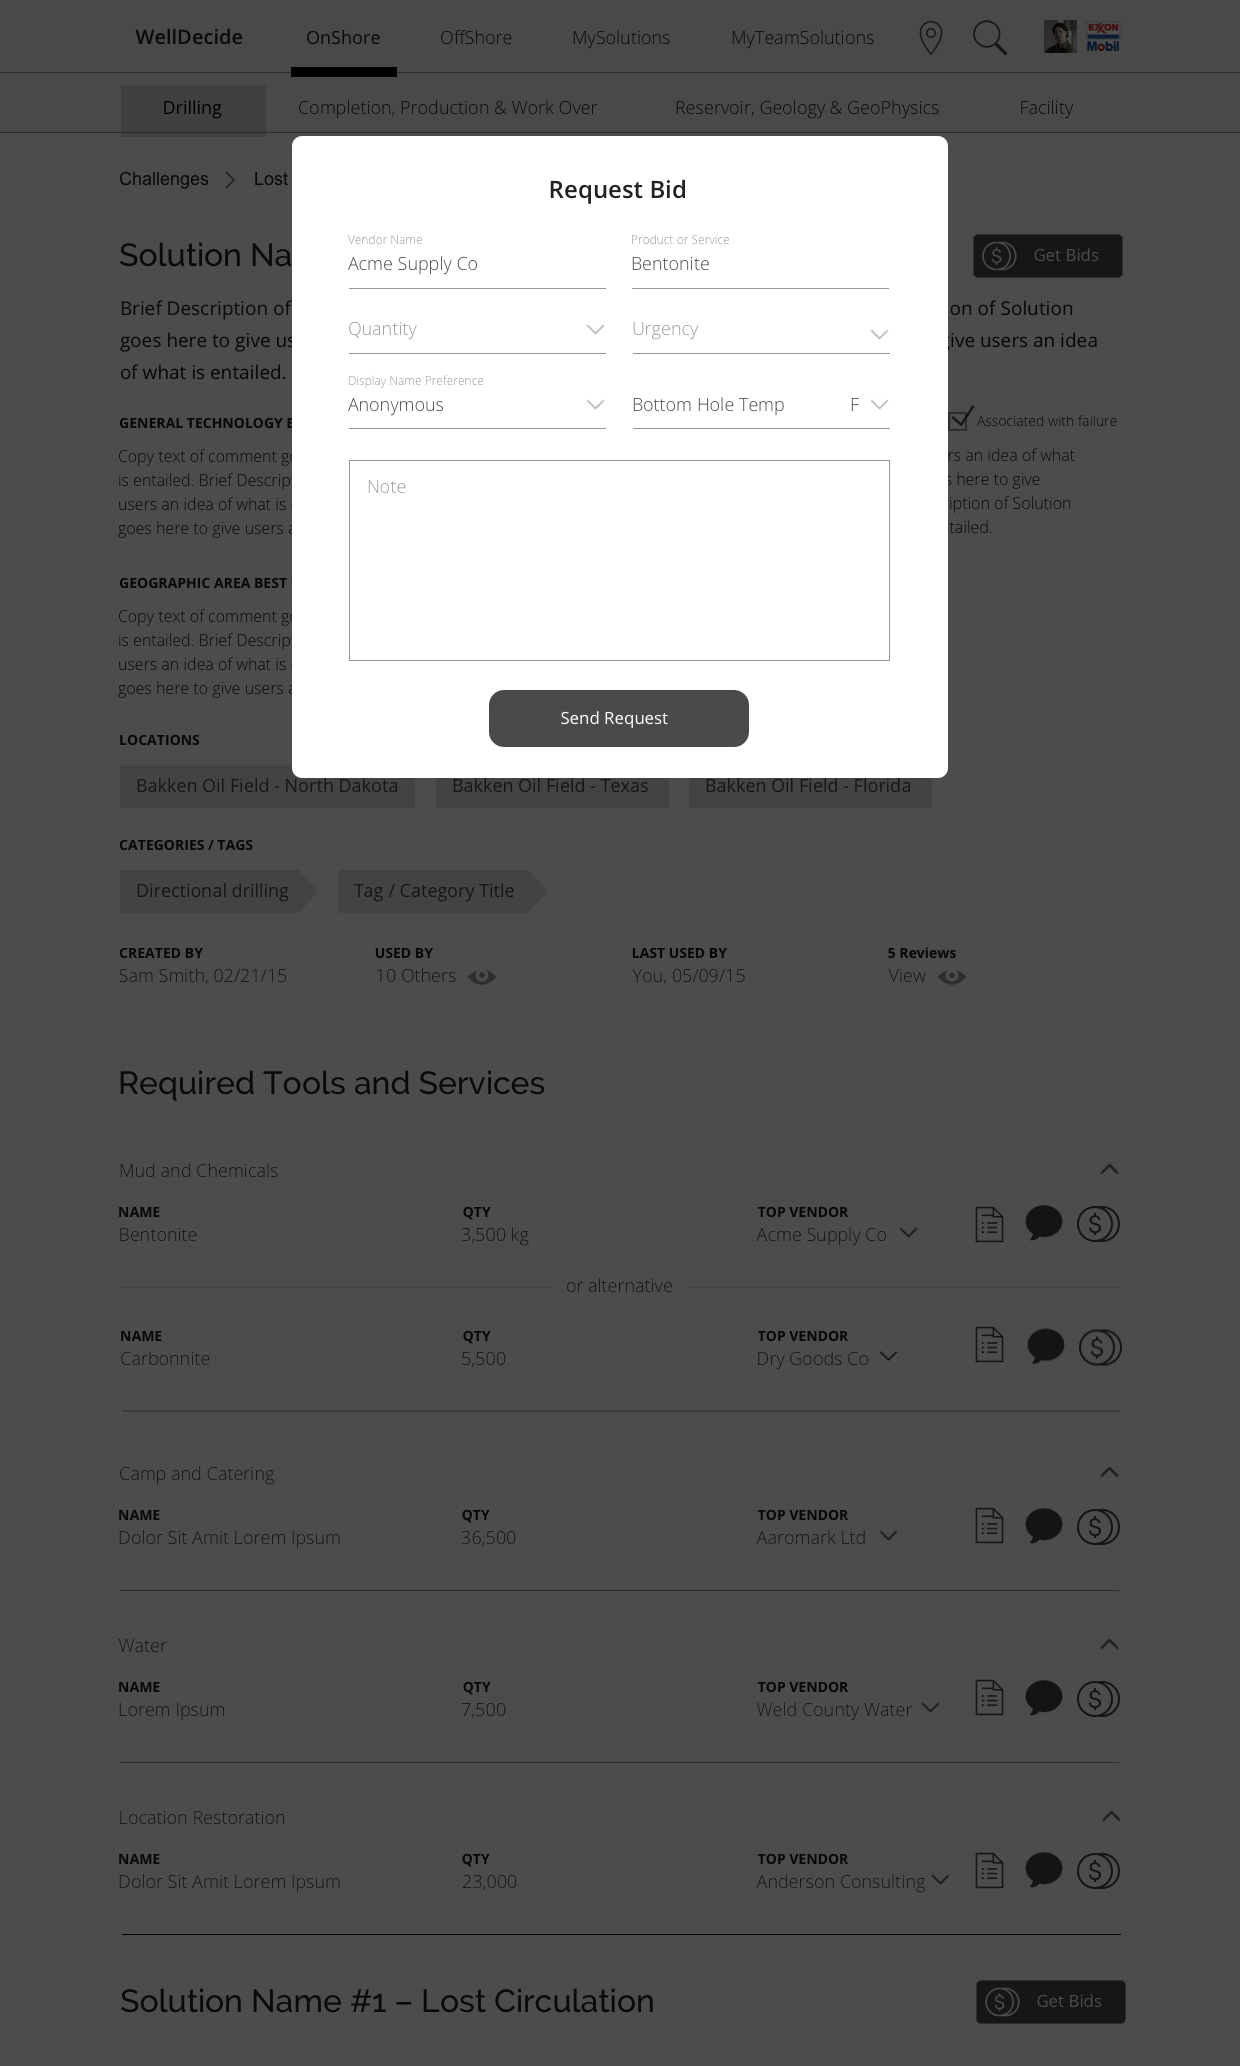 WellDecide OnShore OffShore MySolutions MyTeamSolutions EXXON Mobil
Drilling Completion, Production & Work Over Reservoir, Geology & GeoPhysics Facility
Challenges > Lost
Request Bid
Vendor Name Product or Service
Acme Supply Co Bentonite
Quantity Urgency
Display Name Preference
Anonymous Bottom Hole Temp F
Note
Send Request
Solution Na Get Bids
Brief Description of on of Solution
goes here to give us give users an idea
of what is entailed.
GENERAL TECHNOLOGY Associated with failure
Copy text of comment rs an idea of what
is entailed. Brief Descrip here to give
users an idea of what is iption of Solution
goes here to give users tailed.
GEOGRAPHIC AREA BEST
Copy text of comment
is entailed. Brief Descrip
users an idea of what is
goes here to give users
LOCATIONS
Bakken Oil Field - North Dakota Bakken Oil Field - Texas Bakken Oil Field - Florida
CATEGORIES / TAGS
Directional drilling Tag / Category Title
CREATED BY USED BY LAST USED BY 5 Reviews
Sam Smith, 02/21/15 10 Others You, 05/09/15 View
Required Tools and Services
Mud and Chemicals
NAME QTY TOP VENDOR
Bentonite 3,500 kg Acme Supply Co
or alternative
NAME QTY TOP VENDOR
Carbonnite 5,500 Dry Goods Co
Camp and Catering
NAME QTY TOP VENDOR
Dolor Sit Amit Lorem Ipsum 36,500 Aaromark Ltd
Water
NAME QTY TOP VENDOR
Lorem Ipsum 7,500 Weld County Water
Location Restoration
NAME QTY TOP VENDOR
Dolor Sit Amit Lorem Ipsum 23,000 Anderson Consulting
Solution Name #1 – Lost Circulation Get Bids